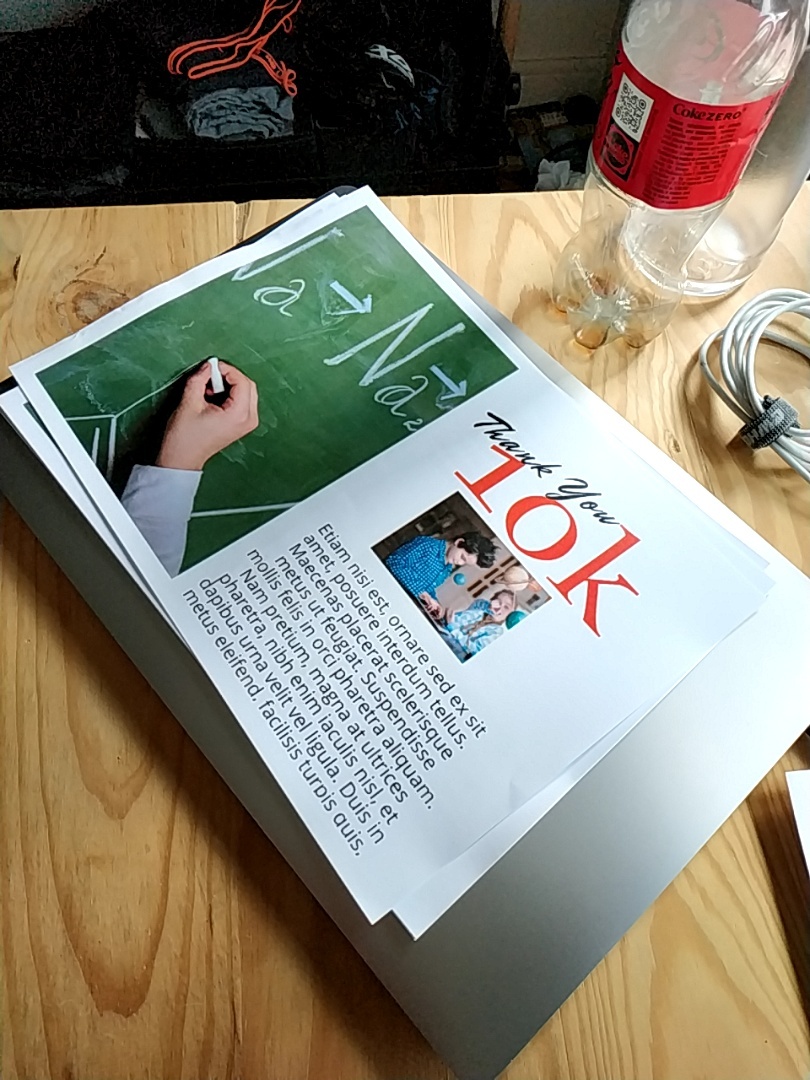 Coke ZERO
Na → Na₂ →
Thank You
10k
Etiam nisi est, ornare sed ex sit
amet, posuere interdum tellus.
Maecenas placerat scelerisque
metus ut feugiat. Suspendisse
mollis felis in orci pharetra aliquam.
Nam pretium, magna at ultrices
pharetra, nibh enim iaculis nisl, et
dapibus urna velit vel ligula. Duis in
metus eleifend, facilisis turpis quis,